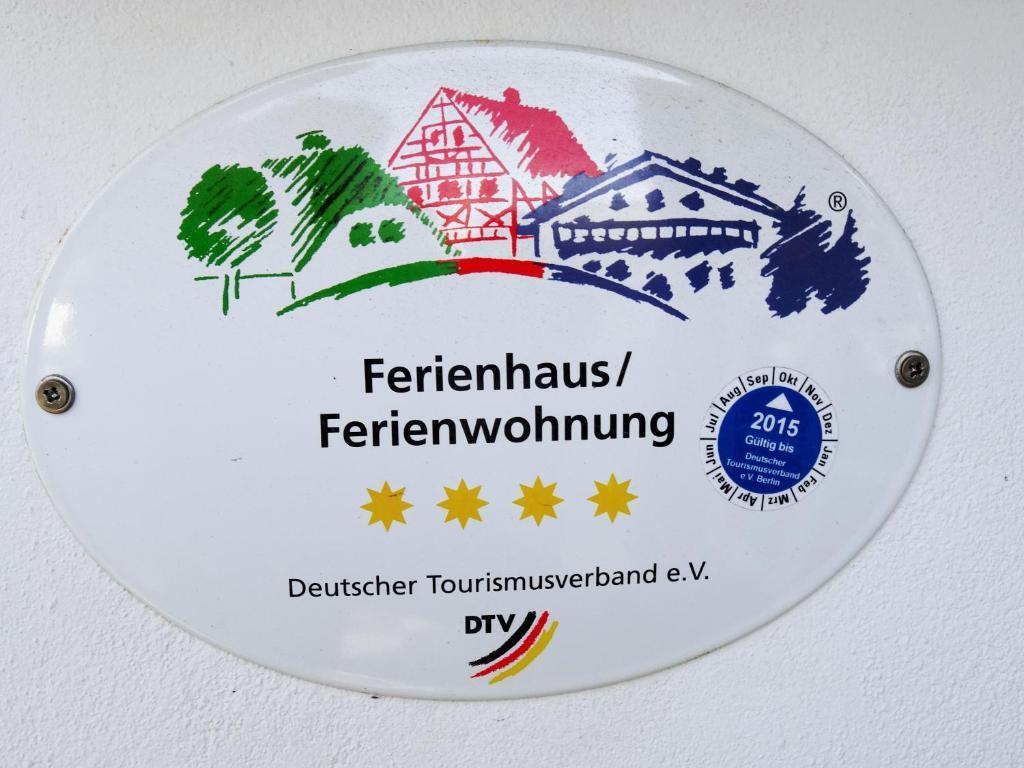 ®
Ferienhaus/
Ferienwohnung
Jan Feb Mrz Apr Mai Jun Jul Aug Sep Okt Nov Dez
2015
Gültig bis
Deutscher
Tourismusverband
e.V. Berlin
Deutscher Tourismusverband e.V.
DTV